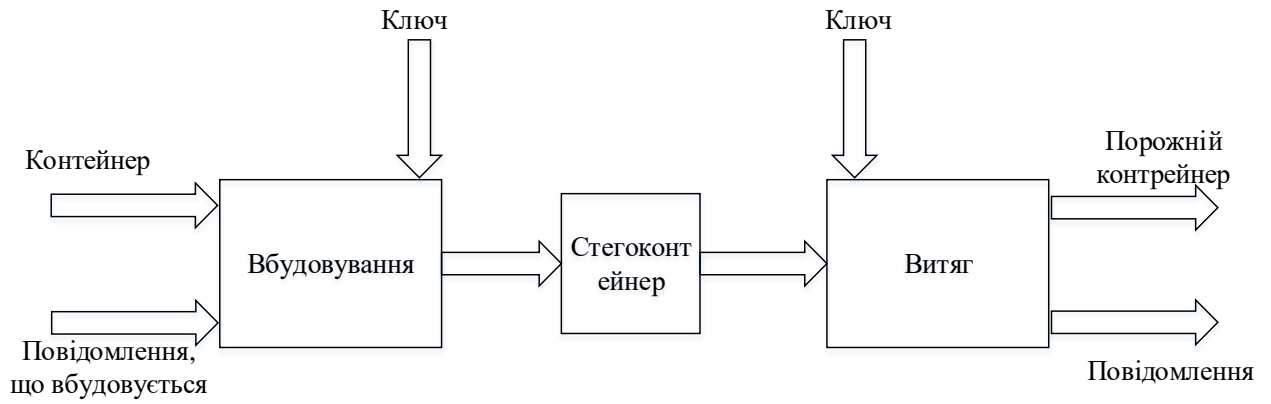 Ключ
Ключ
Контейнер
Порожній
контрейнер
Вбудовування
Стегоконт
ейнер
Витяг
Повідомлення,
що вбудовується
Повідомлення